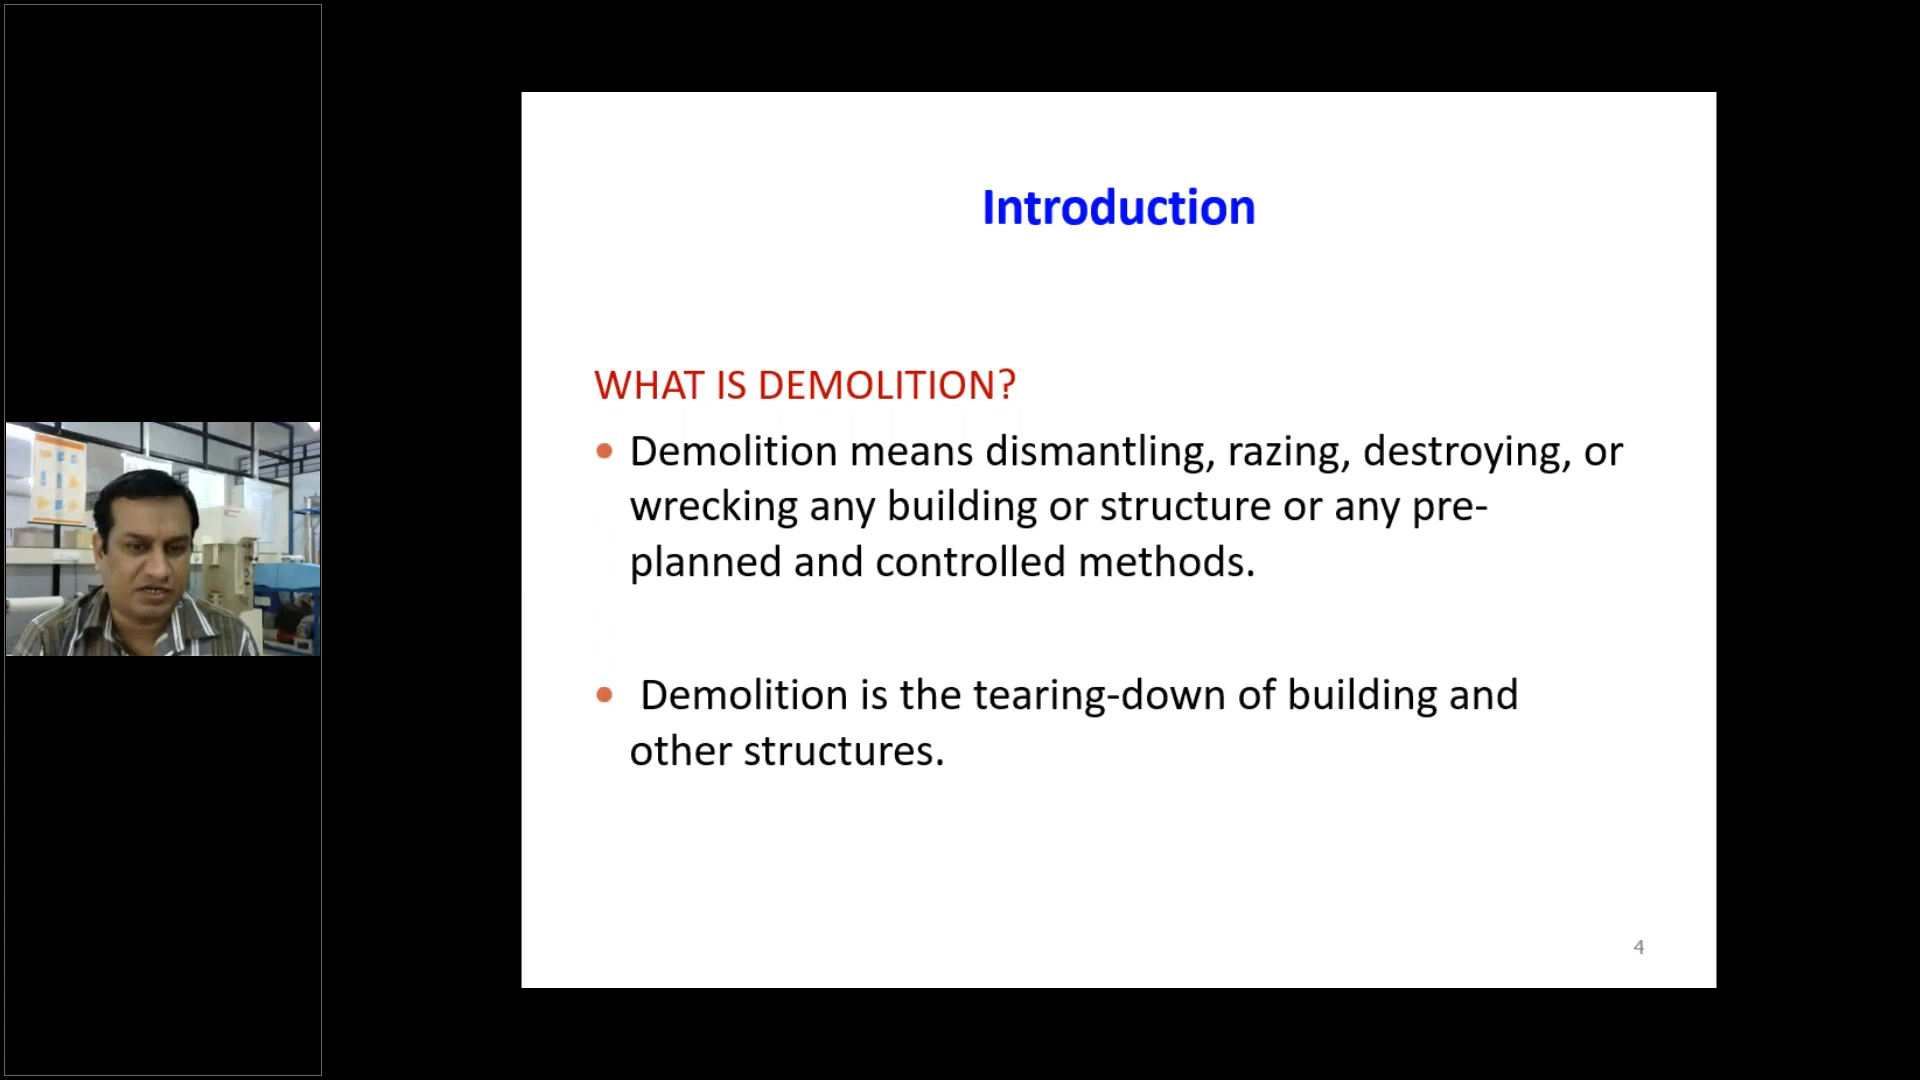 Introduction
WHAT IS DEMOLITION?
• Demolition means dismantling, razing, destroying, or
wrecking any building or structure or any pre-
planned and controlled methods.
• Demolition is the tearing-down of building and
other structures.
4